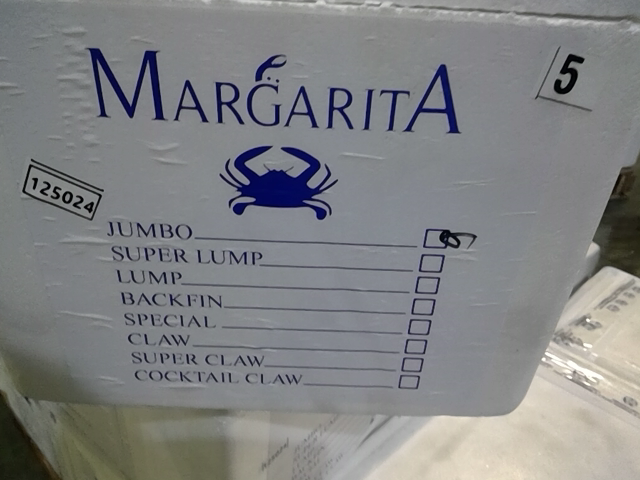 MARGARITA
5
125024
JUMBO
SUPER LUMP
LUMP
BACKFIN
SPECIAL
CLAW
SUPER CLAW
COCKTAIL CLAW